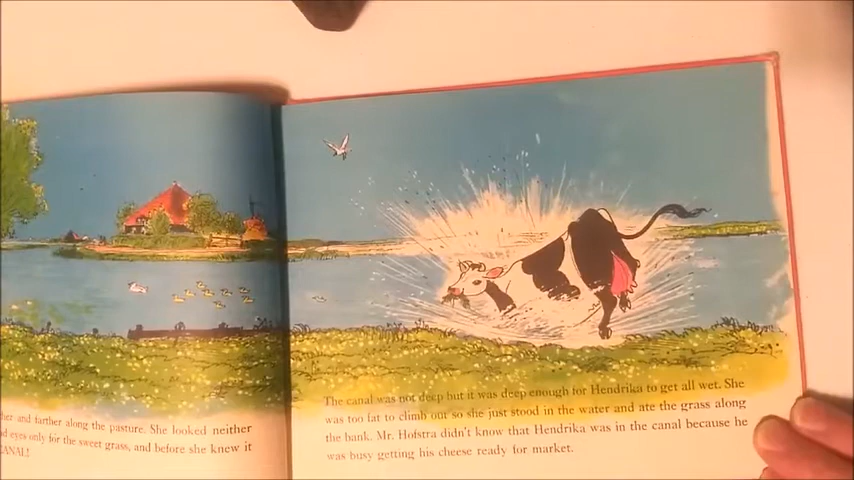 her and farther along the pasture. She looked neither
nd eyes only for the sweet grass, and before she knew it
CANAL!
The canal was not deep but it was deep enough for Hendrika to get all wet. She
was too fat to climb out so she just stood in the water and ate the grass along
the bank. Mr. Hofstra didn't know that Hendrika was in the canal because he
was busy getting his cheese ready for market.